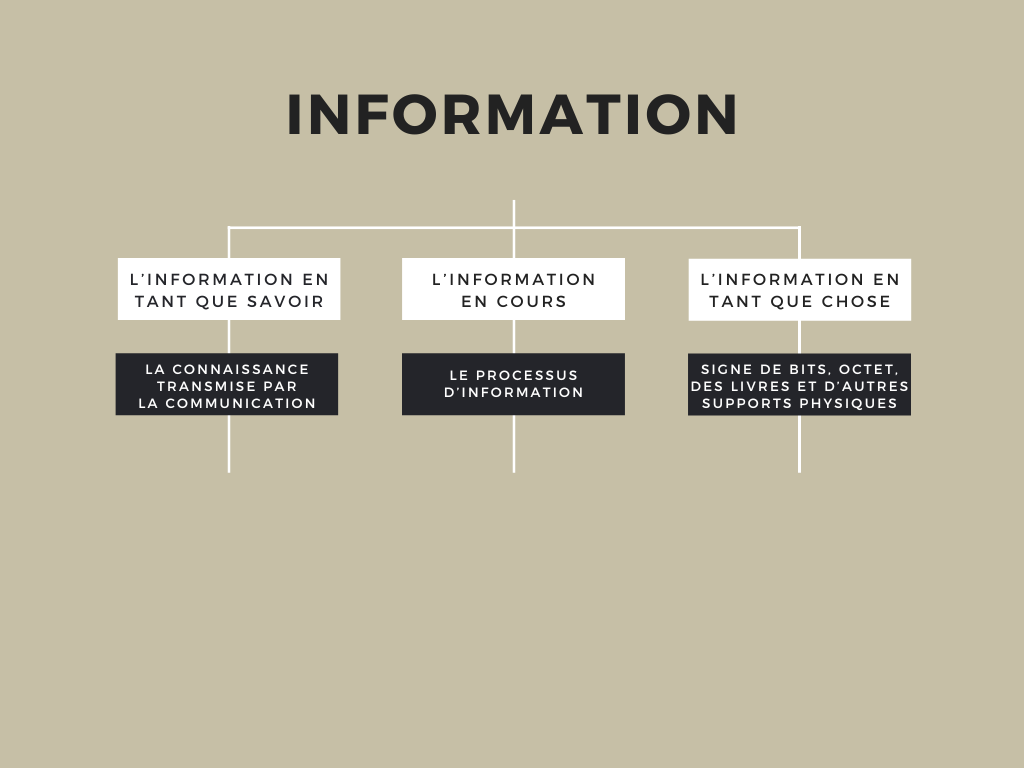 INFORMATION
L’INFORMATION EN
TANT QUE SAVOIR
LA CONNAISSANCE
TRANSMISE PAR
LA COMMUNICATION
L’INFORMATION
EN COURS
LE PROCESSUS
D’INFORMATION
L’INFORMATION EN
TANT QUE CHOSE
SIGNE DE BITS, OCTET,
DES LIVRES ET D’AUTRES
SUPPORTS PHYSIQUES